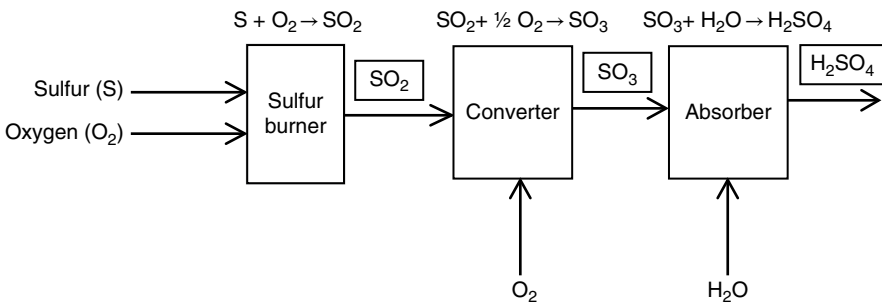 S + O₂ → SO₂
SO₂ + ½ O₂ → SO₃
SO₃ + H₂O → H₂SO₄
Sulfur (S)
Oxygen (O₂)
Sulfur
burner
SO₂
Converter
SO₃
Absorber
H₂SO₄
O₂
H₂O